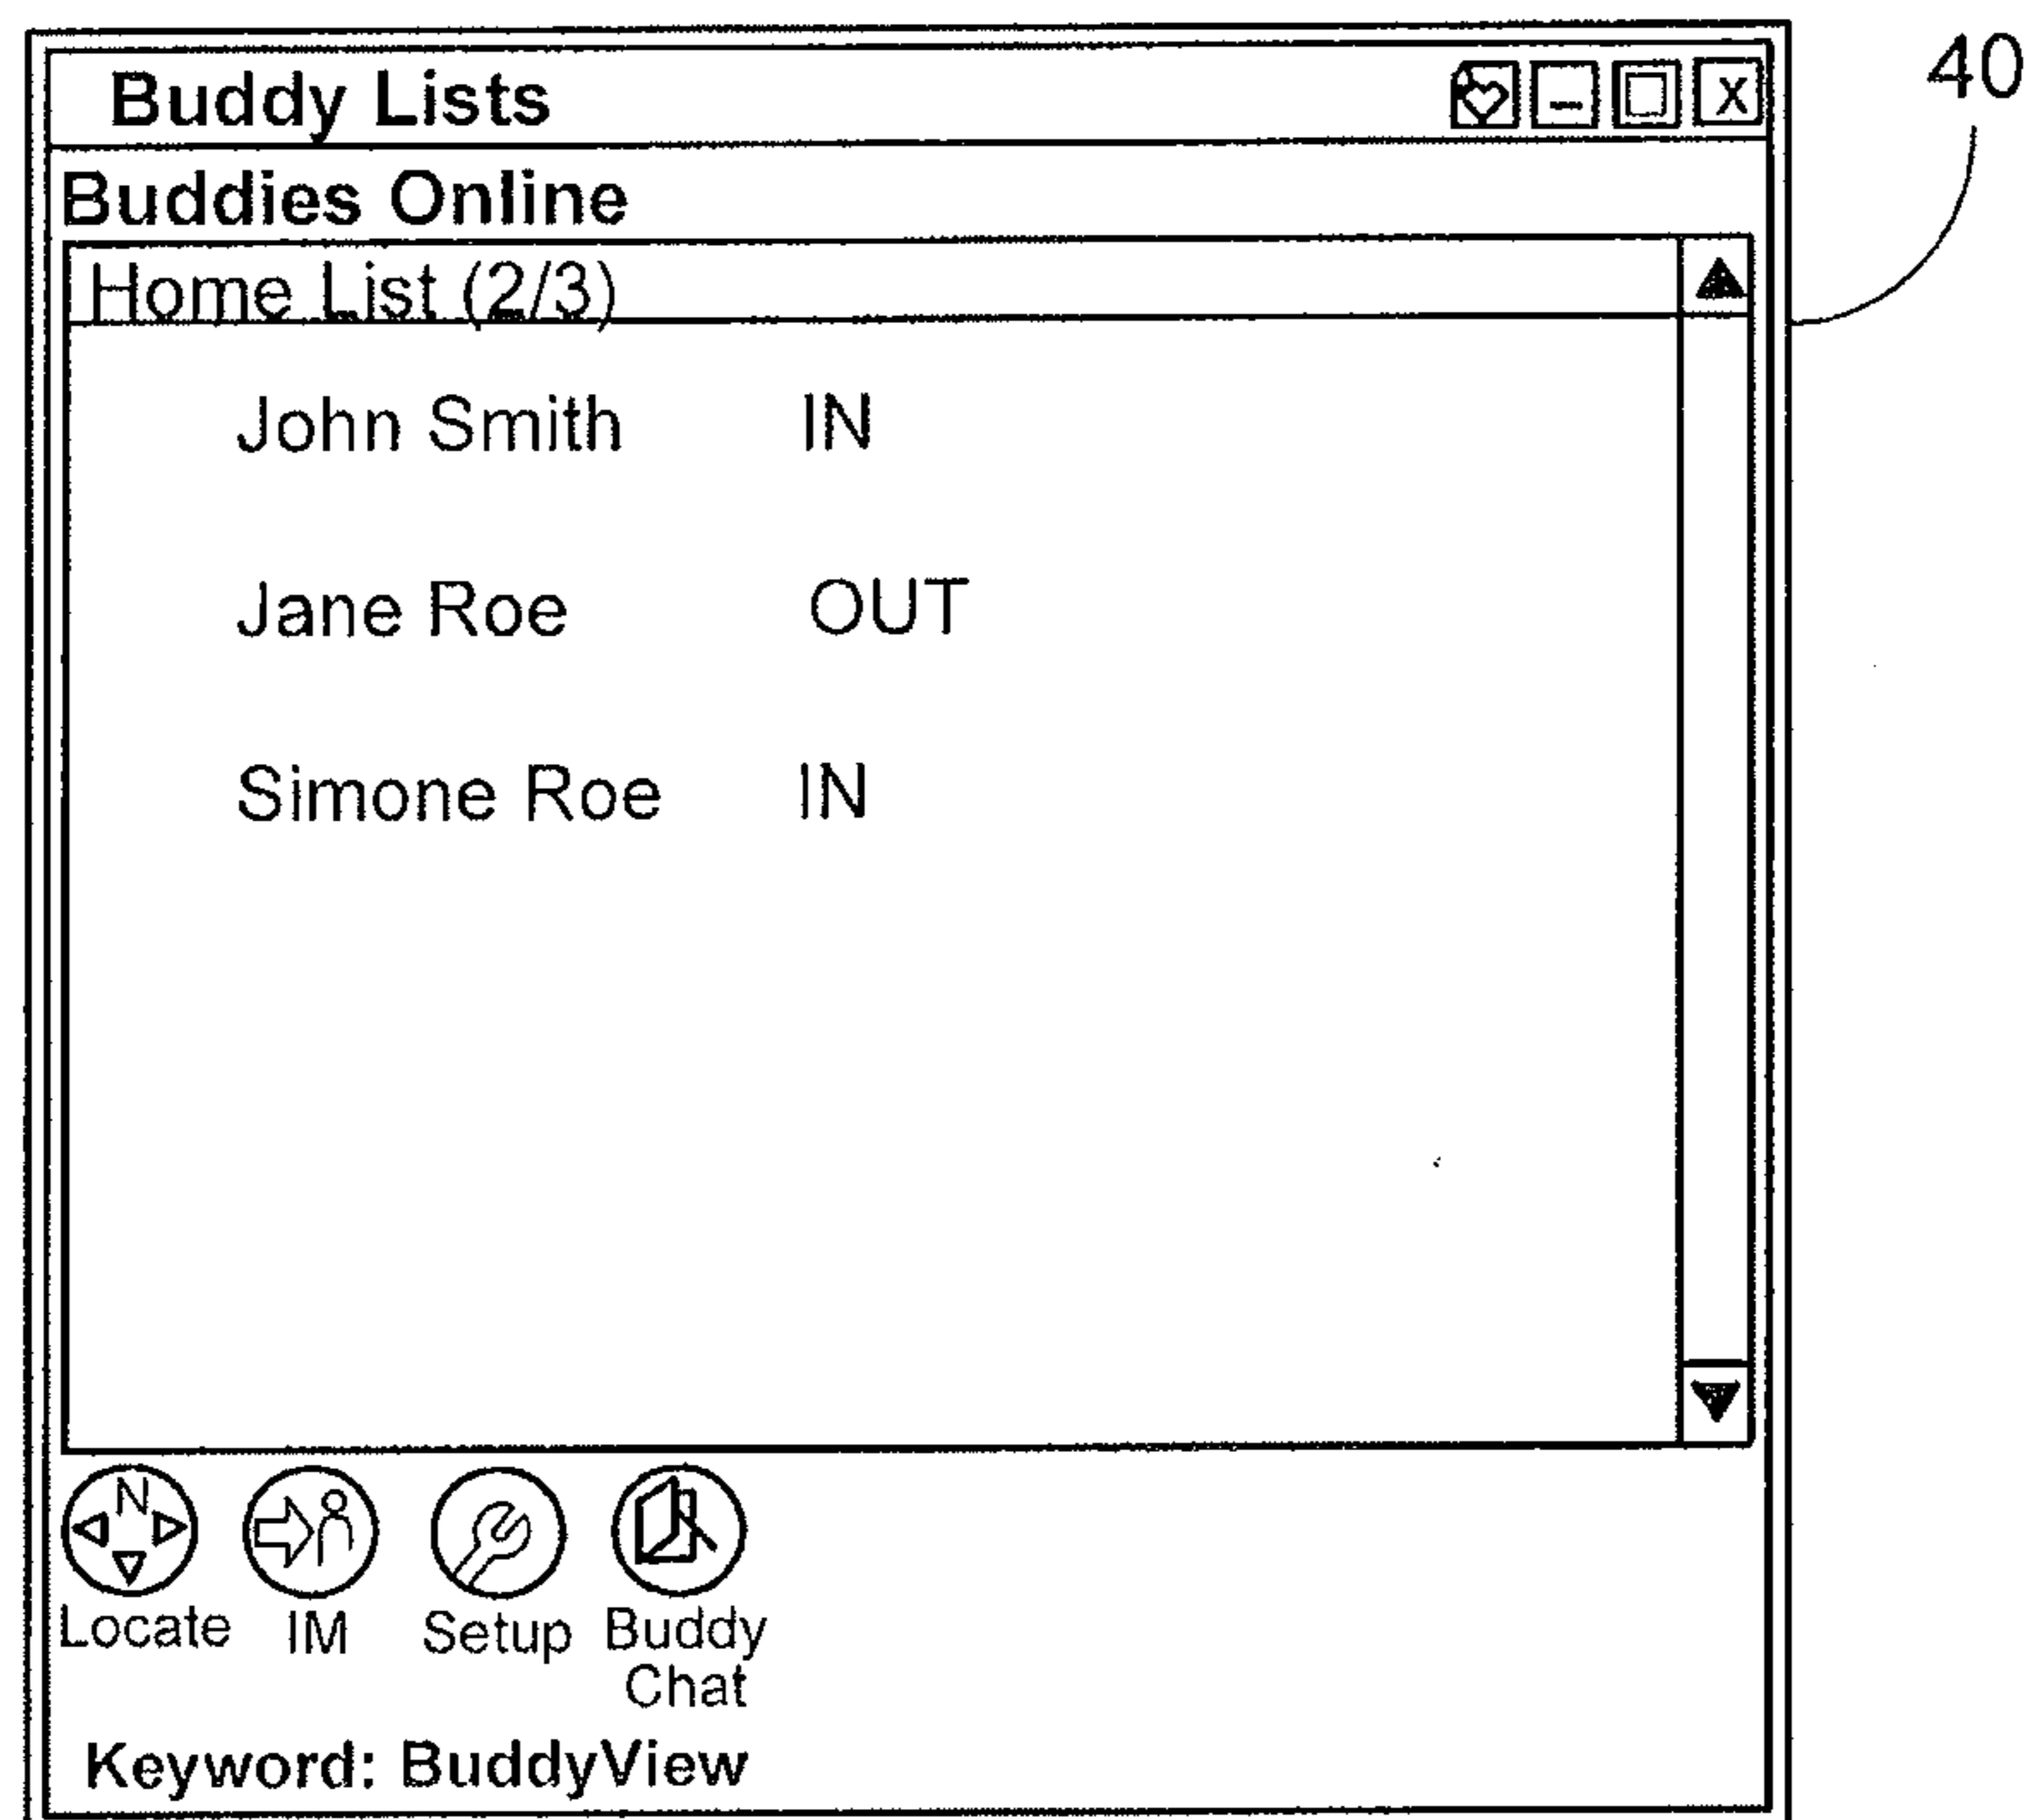 40
Buddy Lists
X
Buddies Online
Home List (2/3)
John Smith IN
Jane Roe OUT
Simone Roe IN
N
Locate IM Setup Buddy Chat
Keyword: BuddyView